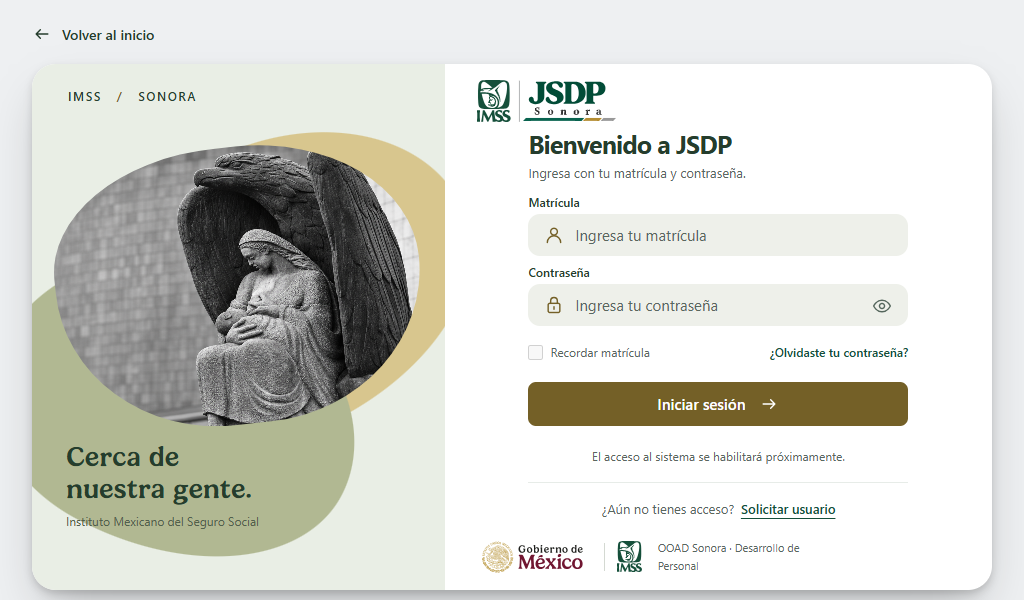 Volver al inicio
IMSS / SONORA
Cerca de
nuestra gente.
Instituto Mexicano del Seguro Social
IMSS
JSDP
Sonora
Bienvenido a JSDP
Ingresa con tu matrícula y contraseña.
Matrícula
Ingresa tu matrícula
Contraseña
Ingresa tu contraseña
Recordar matrícula
¿Olvidaste tu contraseña?
Iniciar sesión
El acceso al sistema se habilitará próximamente.
¿Aún no tienes acceso? Solicitar usuario
Gobierno de
México
IMSS
OOAD Sonora · Desarrollo de
Personal